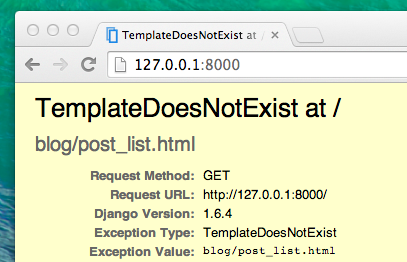 TemplateDoesNotExist at /
127.0.0.1:8000
TemplateDoesNotExist at /
blog/post_list.html
Request Method: GET
Request URL: http://127.0.0.1:8000/
Django Version: 1.6.4
Exception Type: TemplateDoesNotExist
Exception Value: blog/post_list.html